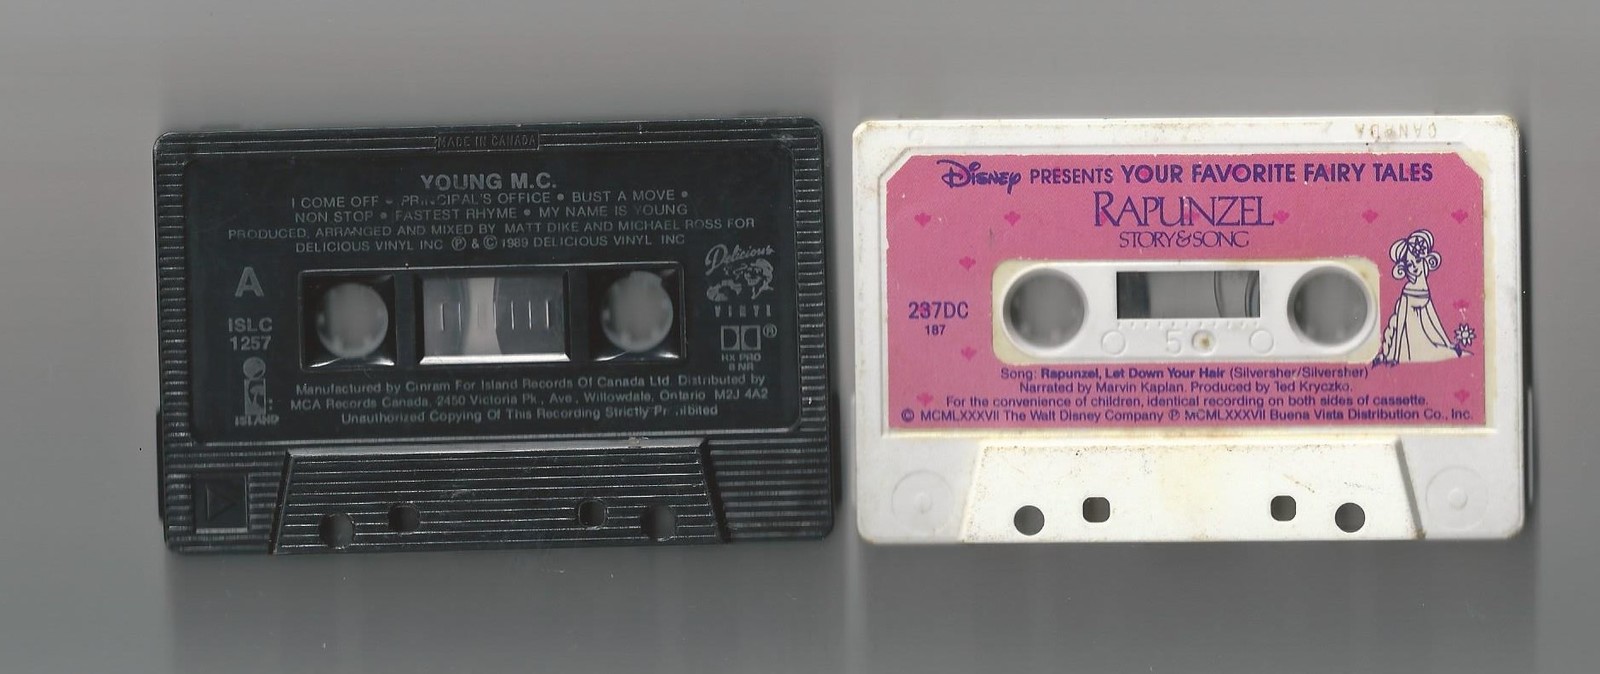 MADE IN CANADA
YOUNG M.C.
I COME OFF • PRINCIPAL'S OFFICE • BUST A MOVE •
NON STOP • FASTEST RHYME • MY NAME IS YOUNG
PRODUCED, ARRANGED AND MIXED BY MATT DIKE AND MICHAEL ROSS FOR
DELICIOUS VINYL INC Ⓟ & © 1989 DELICIOUS VINYL INC
Delicious
VINYL
A
ISLC
1257
ISLAND
®
HX PRO
B NR
Manufactured by Cinram For Island Records Of Canada Ltd. Distributed by
MCA Records Canada, 2450 Victoria Pk., Ave., Willowdale, Ontario M2J 4A2
Unauthorized Copying Of This Recording Strictly Prohibited
CANADA
Disney PRESENTS YOUR FAVORITE FAIRY TALES
RAPUNZEL
STORY&SONG
237DC
187
50
Song: Rapunzel, Let Down Your Hair (Silversher/Silversher)
Narrated by Marvin Kaplan. Produced by Ted Kryczko.
For the convenience of children, identical recording on both sides of cassette.
© MCMLXXXVII The Walt Disney Company Ⓟ MCMLXXXVII Buena Vista Distribution Co., Inc.